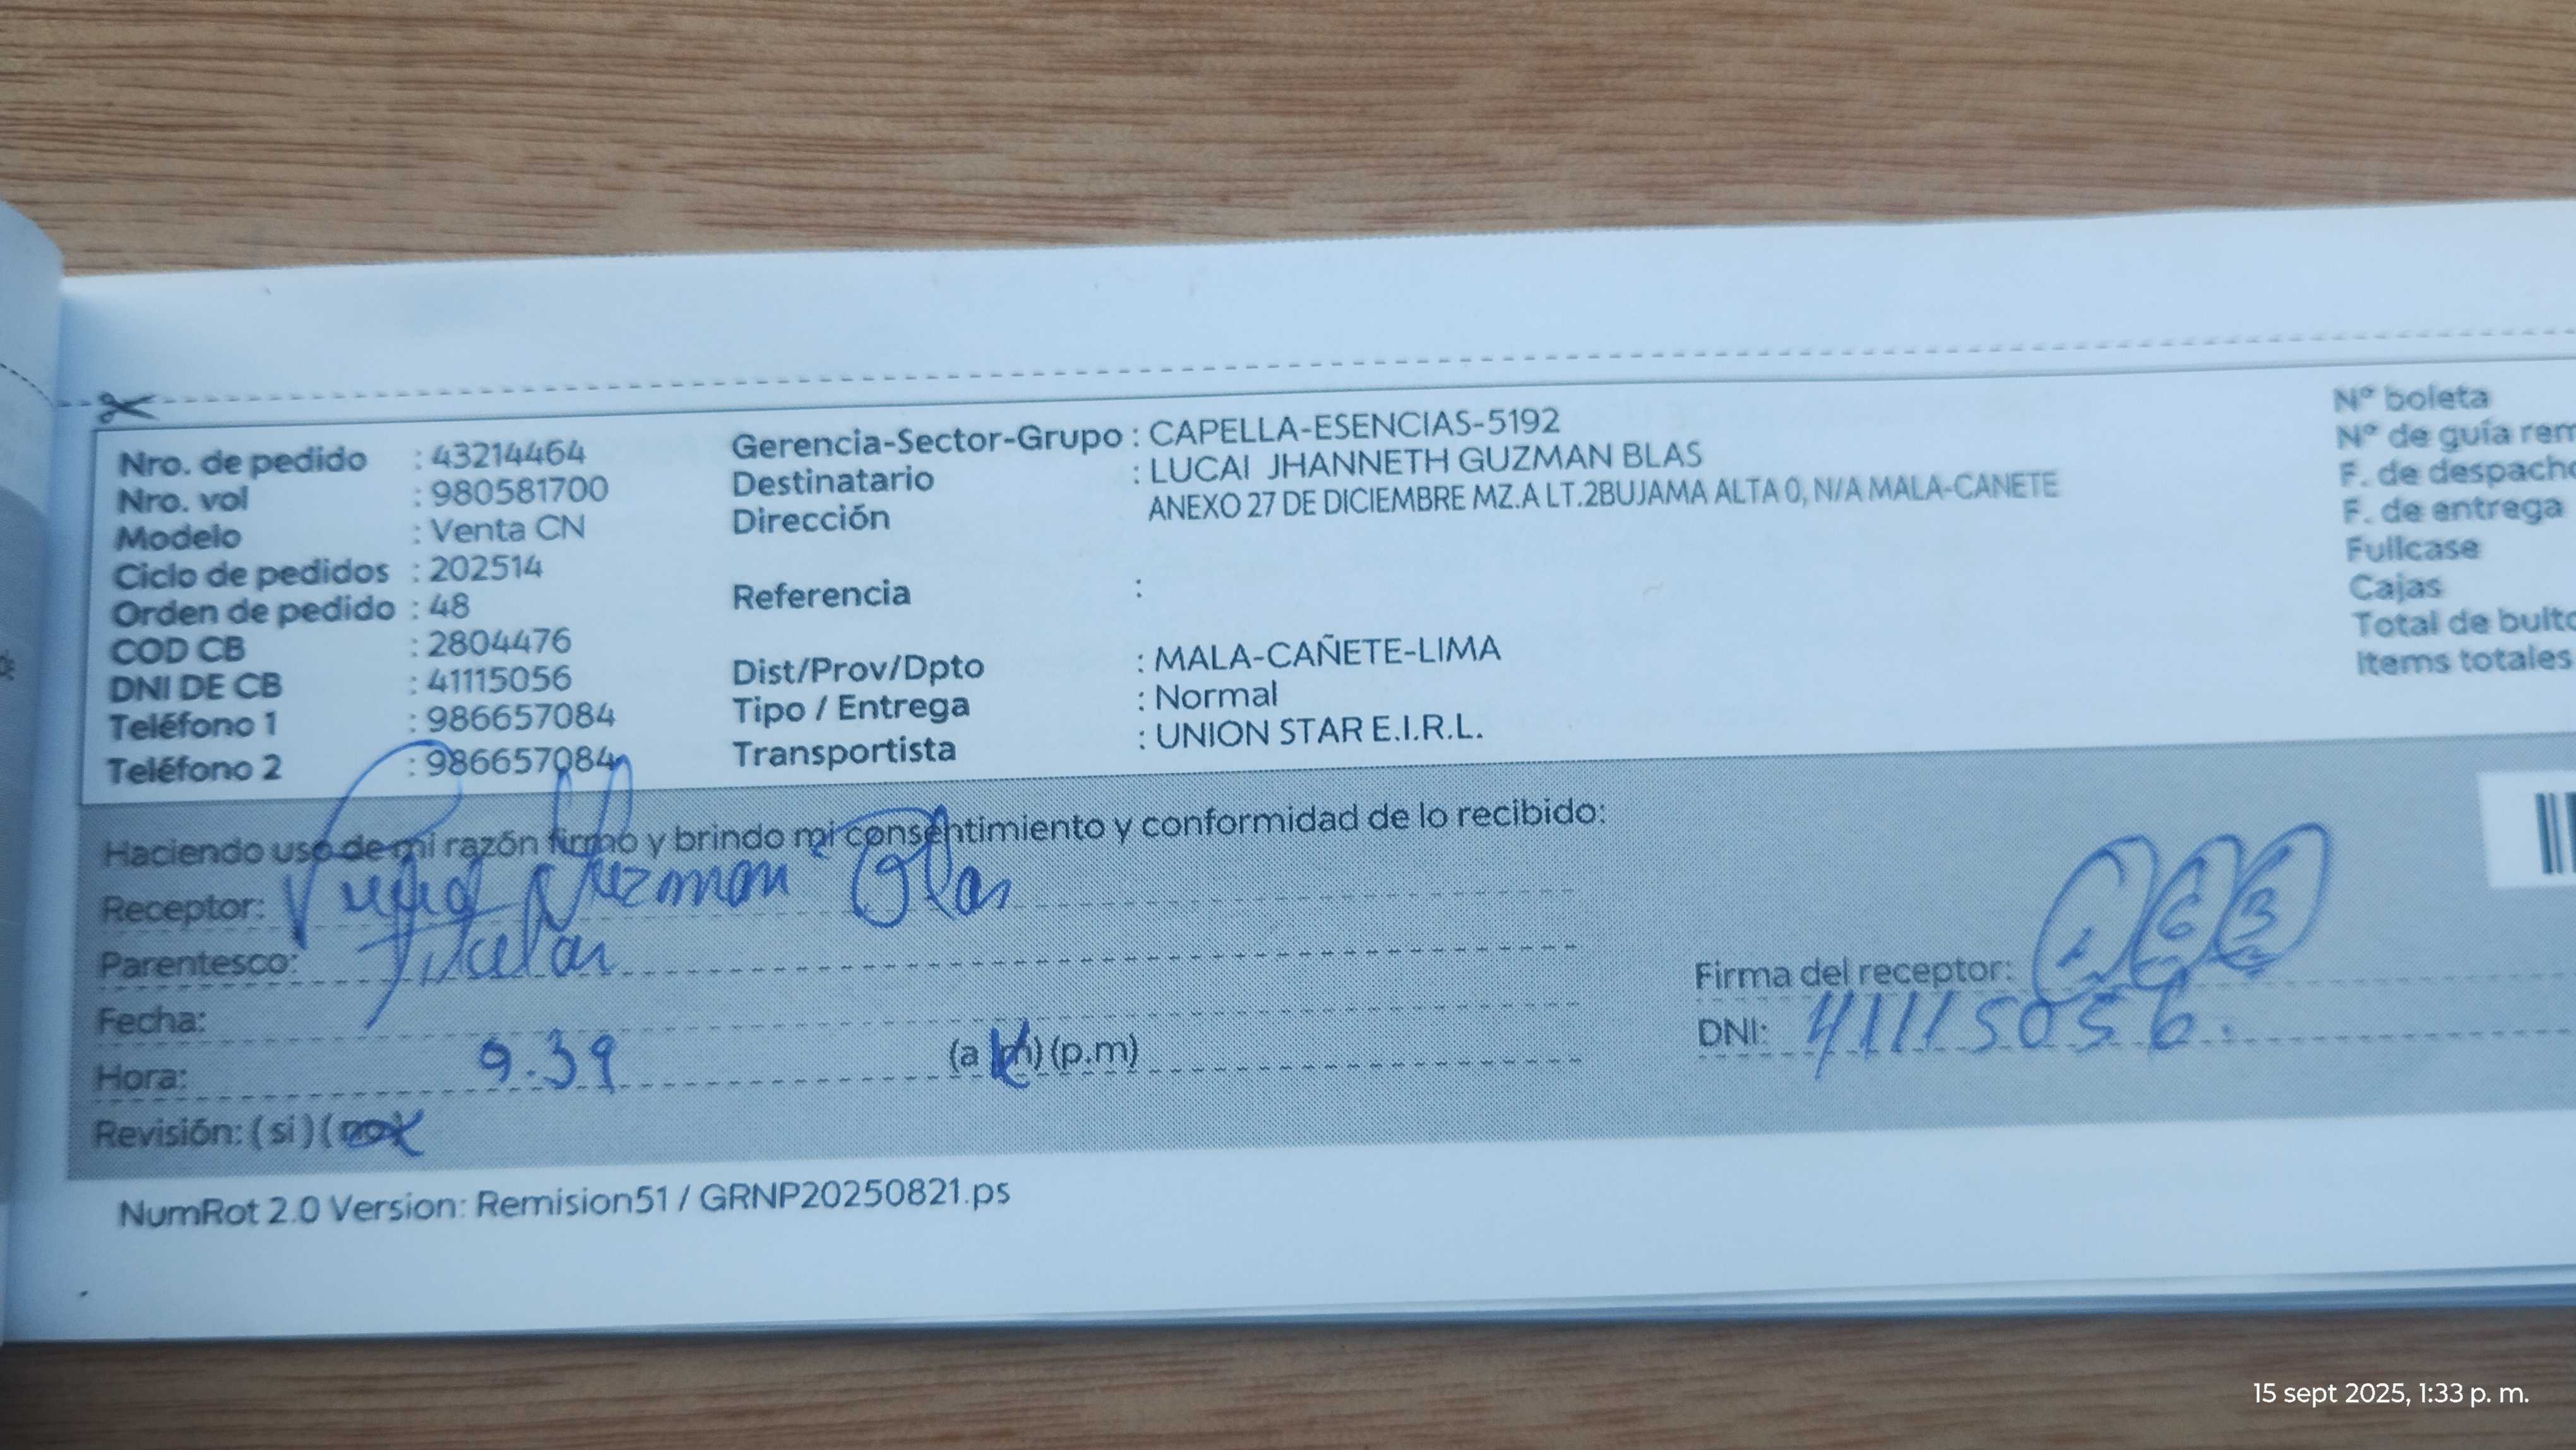 Nro. de pedido : 43214464
Nro. vol : 980581700
Modelo : Venta CN
Ciclo de pedidos : 202514
Orden de pedido : 48
COD CB : 2804476
DNI DE CB : 41115056
Teléfono 1 : 986657084
Teléfono 2 : 986657084
Gerencia-Sector-Grupo : CAPELLA-ESENCIAS-5192
Destinatario : LUCAI JHANNETH GUZMAN BLAS
Dirección ANEXO 27 DE DICIEMBRE MZ.A LT.2BUJAMA ALTA 0, N/A MALA-CANETE
Referencia :
Dist/Prov/Dpto : MALA-CAÑETE-LIMA
Tipo / Entrega : Normal
Transportista : UNION STAR E.I.R.L.
N° boleta
N° de guía rem
F. de despacho
F. de entrega
Fullcase
Cajas
Total de bulto
Items totales
Haciendo uso de mi razón firmo y brindo mi consentimiento y conformidad de lo recibido:
Receptor: Guzman Blas
Parentesco: Titular
Fecha:
Hora: 9.39 (a.m) (p.m)
Revisión: (si) (no)
Firma del receptor:
DNI: 41115056.
NumRot 2.0 Version: Remision51 / GRNP20250821.ps
15 sept 2025, 1:33 p. m.